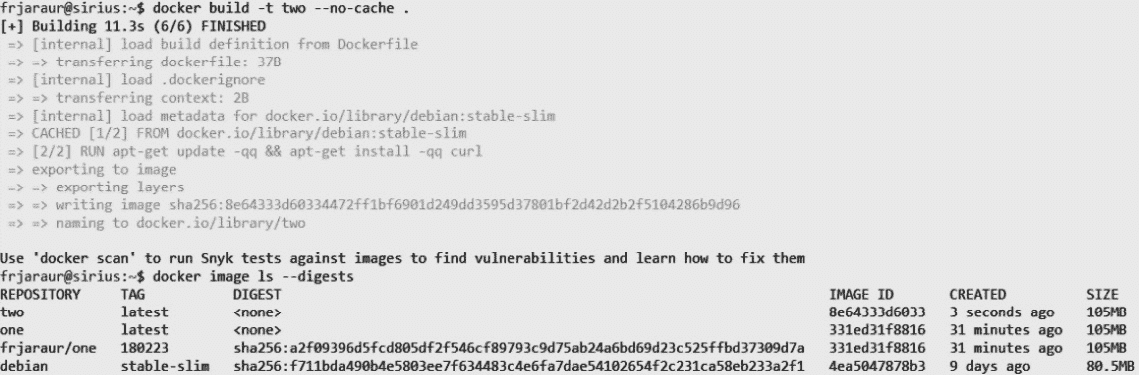 frjaraur@sirius:~$ docker build -t two --no-cache .
[+] Building 11.3s (6/6) FINISHED
=> [internal] load build definition from Dockerfile
=> => transferring dockerfile: 37B
=> [internal] load .dockerignore
=> => transferring context: 2B
=> [internal] load metadata for docker.io/library/debian:stable-slim
=> CACHED [1/2] FROM docker.io/library/debian:stable-slim
=> [2/2] RUN apt-get update -qq && apt-get install -qq curl
=> exporting to image
=> => exporting layers
=> => writing image sha256:8e64333d60334472ff1bf6901d249dd3595d37801bf2d42d2b2f5104286b9d96
=> => naming to docker.io/library/two
Use 'docker scan' to run Snyk tests against images to find vulnerabilities and learn how to fix them
frjaraur@sirius:~$ docker image ls --digests
REPOSITORY TAG DIGEST IMAGE ID CREATED SIZE
two latest <none> 8e64333d6033 3 seconds ago 105MB
one latest <none> 331ed31f8816 31 minutes ago 105MB
frjaraur/one 180223 sha256:a2f09396d5fcd805df2f546cf89793c9d75ab24a6bd69d23c525ffbd37309d7a 331ed31f8816 31 minutes ago 105MB
debian stable-slim sha256:f711bda490b4e5803ee7f634483c4e6fa7dae54102654f2c231ca58eb233a2f1 4ea5047878b3 9 days ago 80.5MB